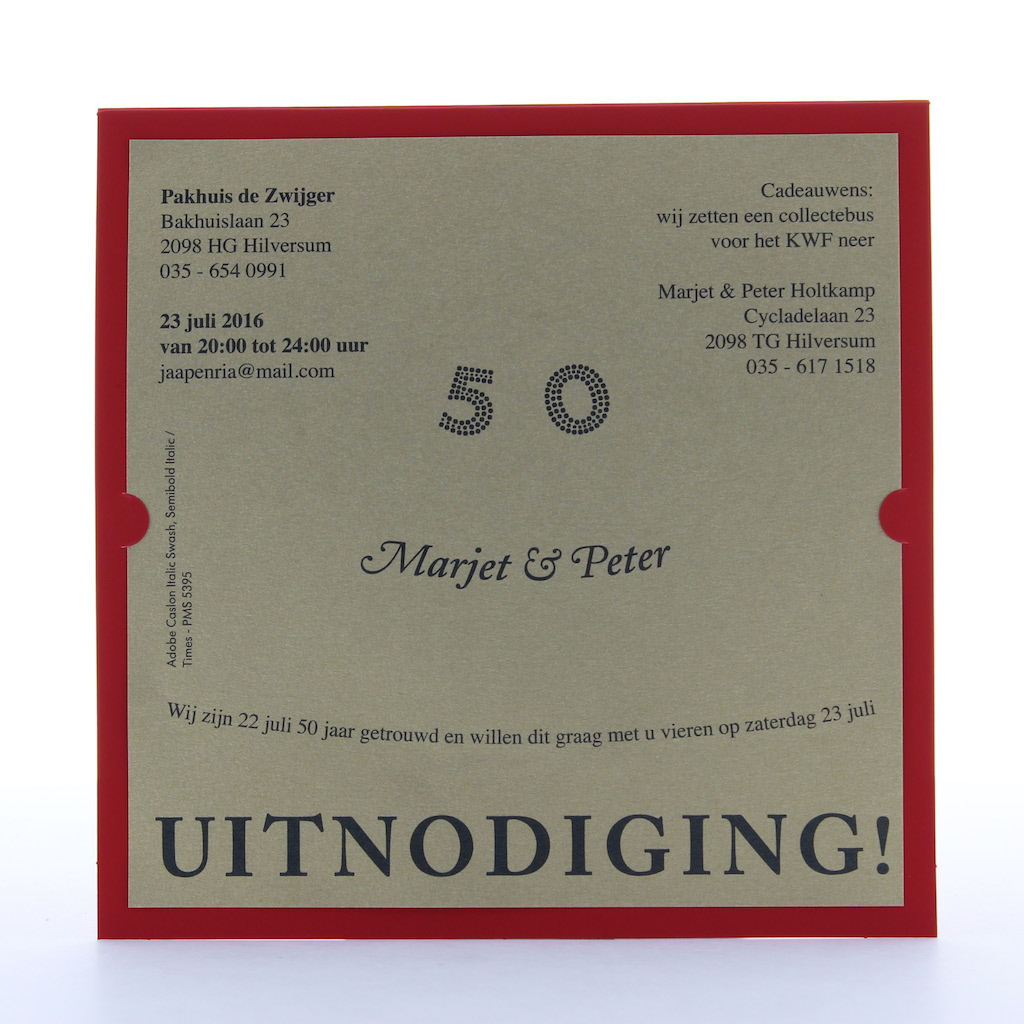 Pakhuis de Zwijger
Bakhuislaan 23
2098 HG Hilversum
035 - 654 0991
23 juli 2016
van 20:00 tot 24:00 uur
jaapenria@mail.com
Cadeauwens:
wij zetten een collectebus
voor het KWF neer
Marjet & Peter Holtkamp
Cycladelaan 23
2098 TG Hilversum
035 - 617 1518
5 0
Adobe Caslon Italic Swash, Semibold Italic /
Times - PMS 5395
Marjet & Peter
Wij zijn 22 juli 50 jaar getrouwd en willen dit graag met u vieren op zaterdag 23 juli
UITNODIGING!